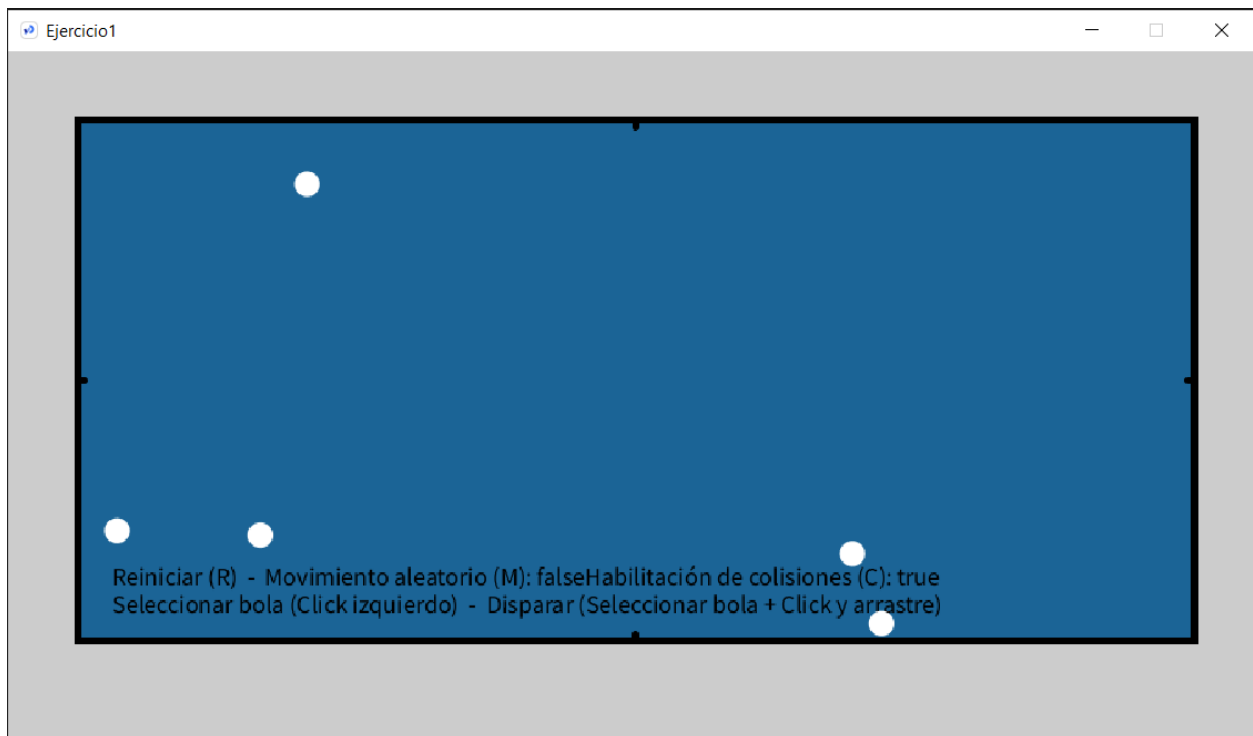 Ejercicio1
Reiniciar (R)  -  Movimiento aleatorio (M): falseHabilitación de colisiones (C): true
Seleccionar bola (Click izquierdo)  -  Disparar (Seleccionar bola + Click y arrastre)